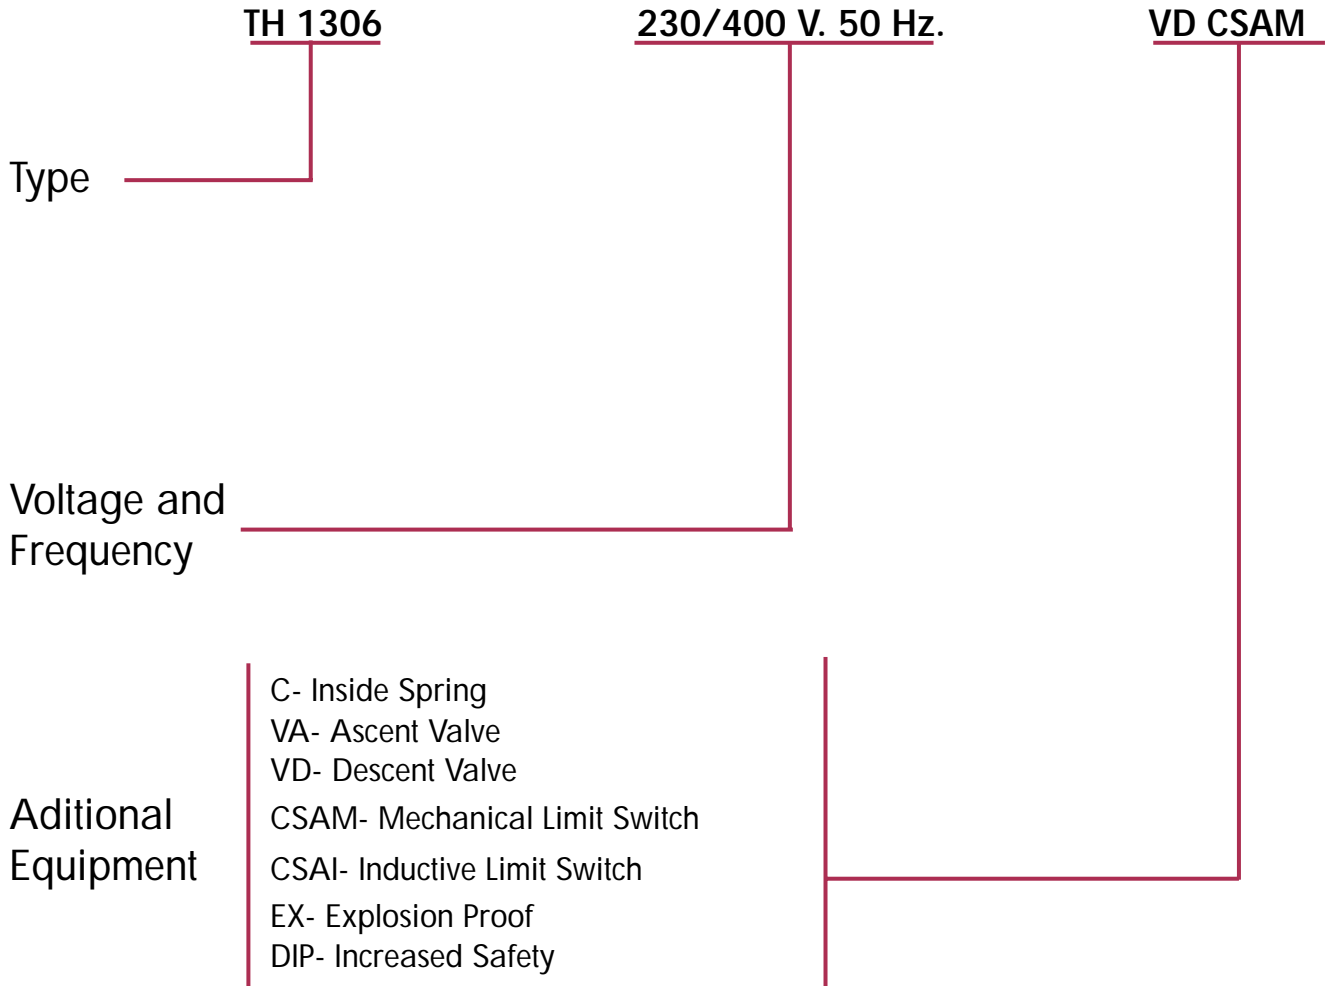 TH 1306 230/400 V. 50 Hz. VD CSAM
Type
Voltage and
Frequency
Aditional
Equipment
C- Inside Spring
VA- Ascent Valve
VD- Descent Valve
CSAM- Mechanical Limit Switch
CSAI- Inductive Limit Switch
EX- Explosion Proof
DIP- Increased Safety